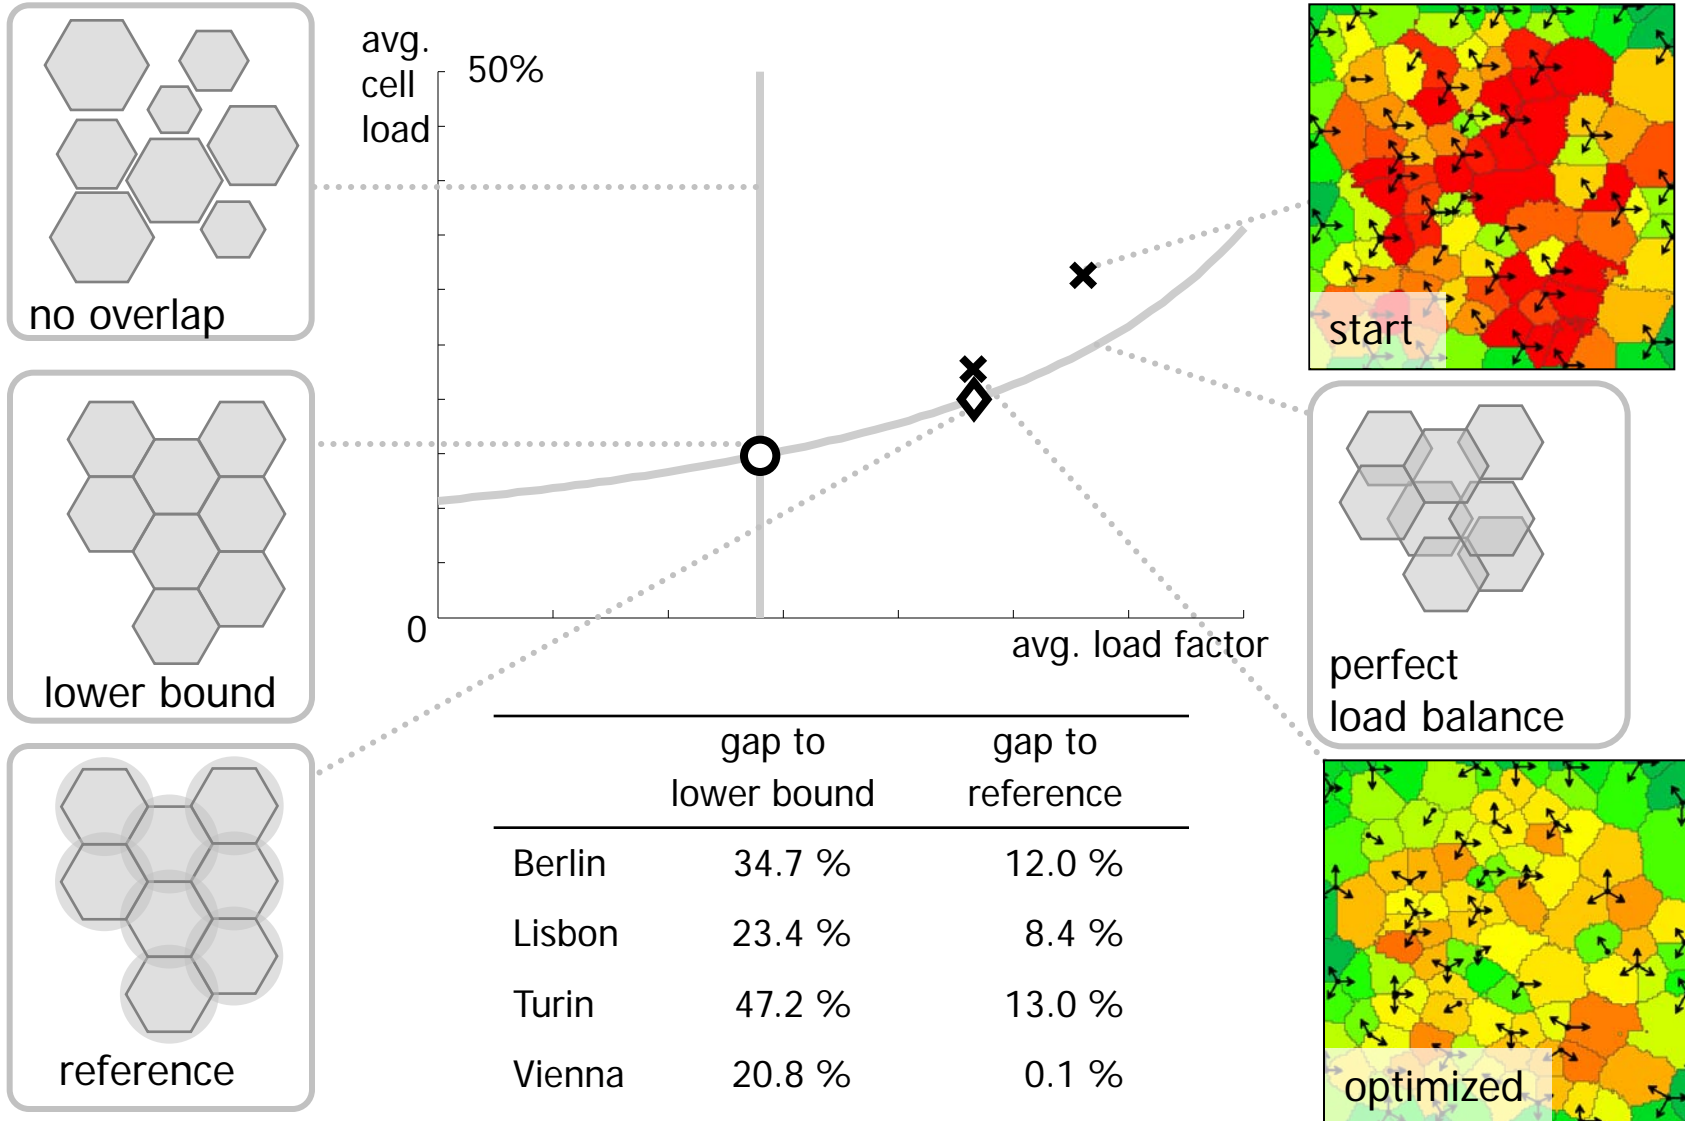 no overlap
lower bound
reference
avg.
cell
load
50%
0
avg. load factor
start
perfect
load balance
optimized
gap to gap to
lower bound reference
Berlin 34.7 % 12.0 %
Lisbon 23.4 % 8.4 %
Turin 47.2 % 13.0 %
Vienna 20.8 % 0.1 %